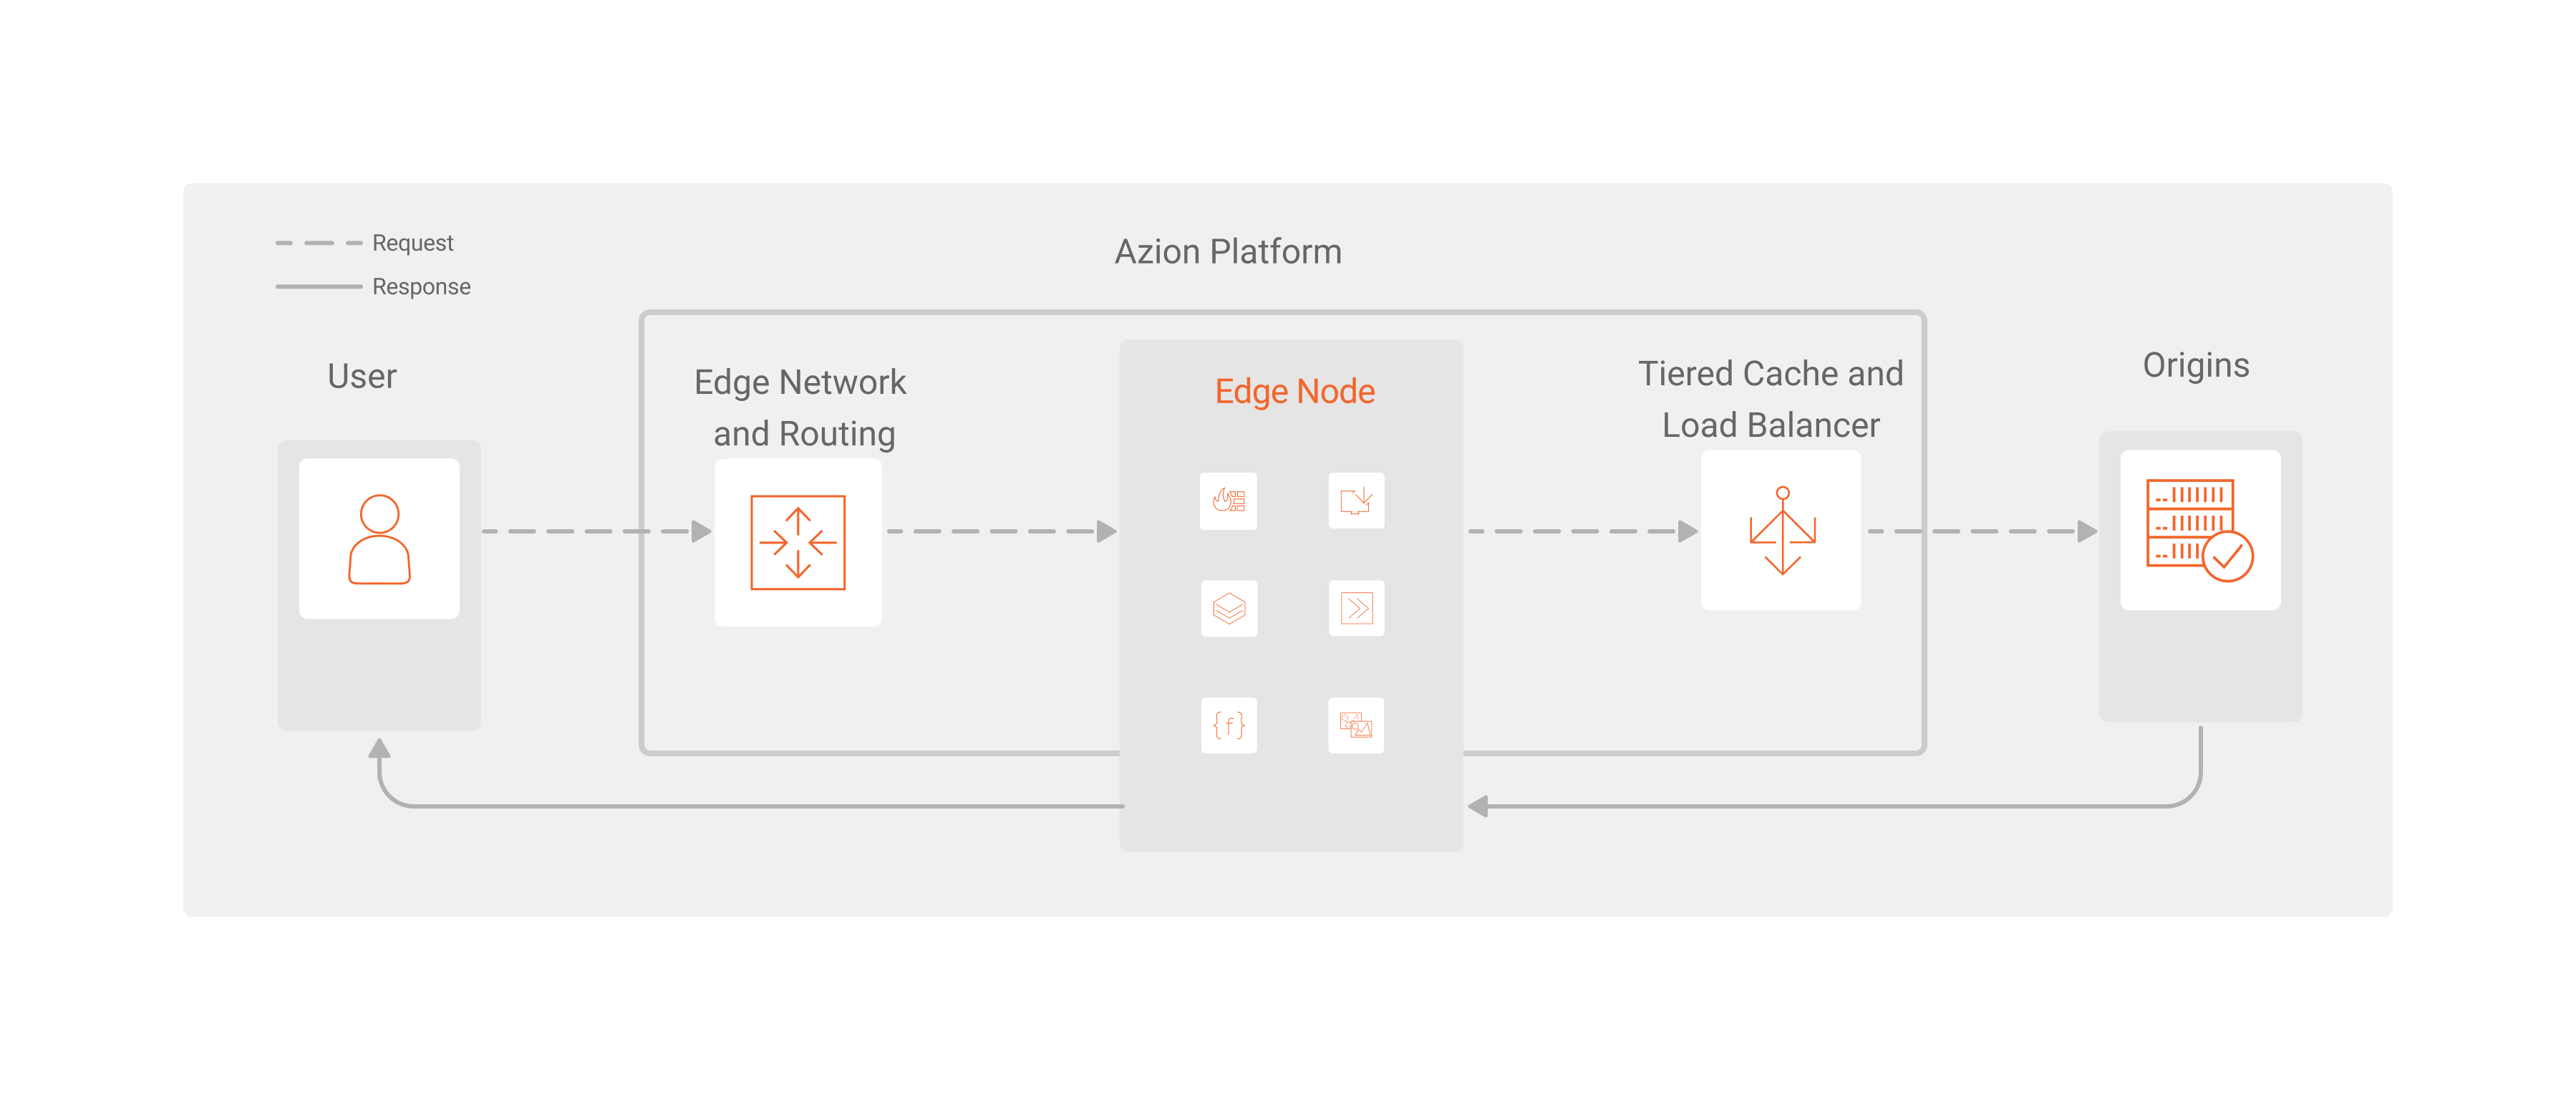 Request
Response
Azion Platform
User
Edge Network
and Routing
Edge Node
Tiered Cache and
Load Balancer
Origins
{f}